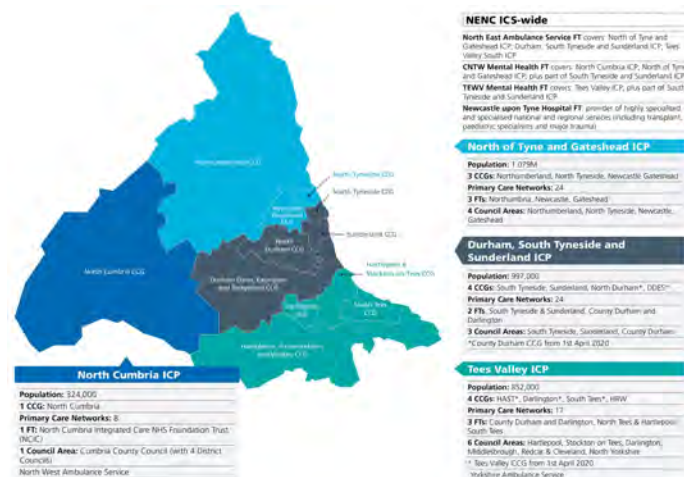 NENC ICS-wide
North East Ambulance Service FT covers: North of Tyne and
Gateshead ICP; Durham, South Tyneside and Sunderland ICP; Tees
Valley South ICP
CNTW Mental Health FT covers: North Cumbria ICP; North of Tyne
and Gateshead ICP; plus part of South Tyneside and Sunderland ICP
TEWV Mental Health FT covers: Tees Valley ICP, plus part of South
Tyneside and Sunderland ICP
Newcastle upon Tyne Hospital FT: provider of highly specialised
and specialised national and regional services (including transplant,
paediatric specialisms and major trauma)
North of Tyne and Gateshead ICP
Population: 1.079M
3 CCGs: Northumberland, North Tyneside, Newcastle Gateshead
Primary Care Networks: 24
3 FTs: Northumbria, Newcastle, Gateshead
4 Council Areas: Northumberland, North Tyneside, Newcastle,
Gateshead
Durham, South Tyneside and
Sunderland ICP
Population: 997,000
4 CCGs: South Tyneside, Sunderland, North Durham*, DDES*
Primary Care Networks: 24
2 FTs: South Tyneside & Sunderland, County Durham and
Darlington
3 Council Areas: South Tyneside, Sunderland, County Durham
*County Durham CCG from 1st April 2020
Tees Valley ICP
Population: 852,000
4 CCGs: HAST*, Darlington*, South Tees*, HRW
Primary Care Networks: 17
3 FTs: County Durham and Darlington, North Tees & Hartlepool
South Tees
6 Council Areas: Hartlepool, Stockton on Tees, Darlington,
Middlesbrough, Redcar & Cleveland, North Yorkshire
* Tees Valley CCG from 1st April 2020
Yorkshire Ambulance Service
Northumberland CCG
North Tyneside CCG
South Tyneside CCG
Newcastle
Gateshead
CCG
Sunderland CCG
North
Durham CCG
Hartlepool &
Stockton on Tees CCG
North Cumbria CCG
Durham Dales, Easington
and Sedgefield CCG
Darlington
CCG
South Tees
CCG
Hambleton, Richmondshire
and Whitby CCG
North Cumbria ICP
Population: 324,000
1 CCG: North Cumbria
Primary Care Networks: 8
1 FT: North Cumbria Integrated Care NHS Foundation Trust
(NCIC)
1 Council Area: Cumbria County Council (with 4 District
Councils)
North West Ambulance Service